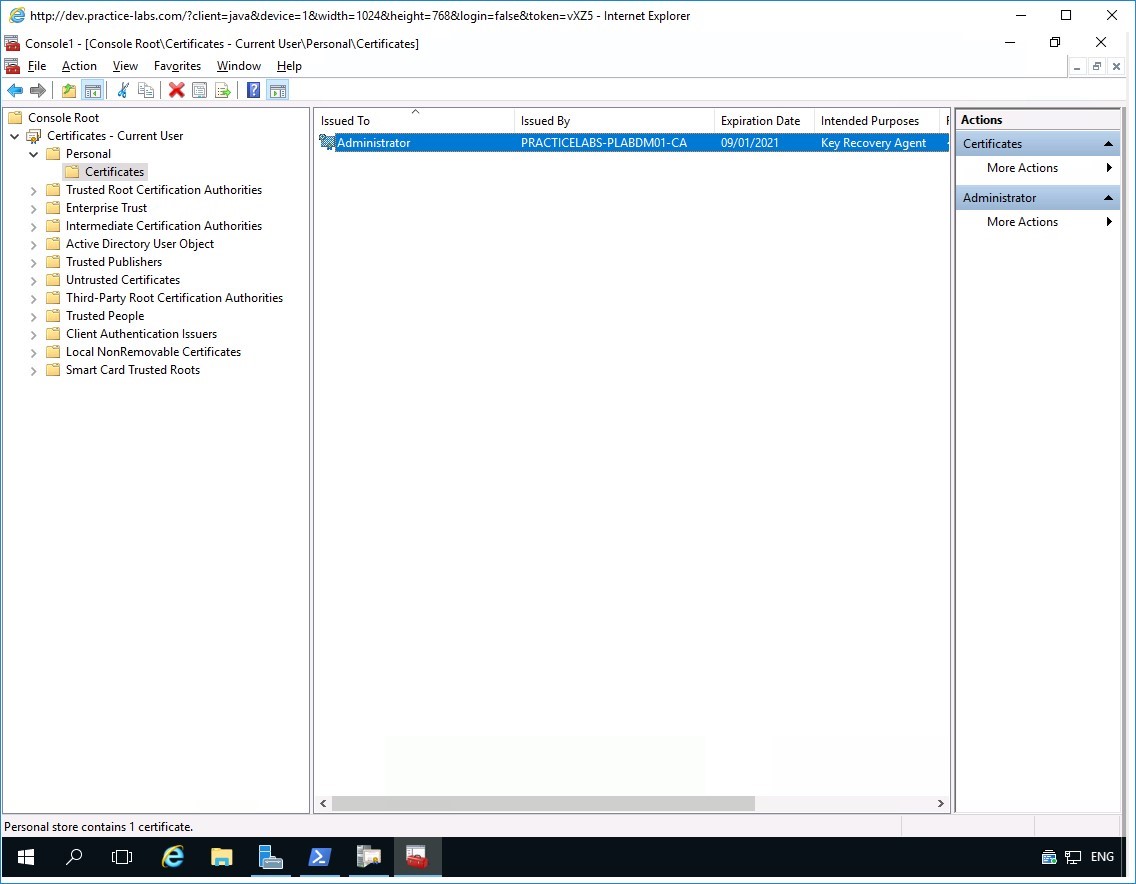 http://dev.practice-labs.com/?client=java&device=1&width=1024&height=768&login=false&token=vXZ5 - Internet Explorer
Console1 - [Console Root\Certificates - Current User\Personal\Certificates]
File Action View Favorites Window Help
Console Root
Certificates - Current User
Personal
Certificates
Trusted Root Certification Authorities
Enterprise Trust
Intermediate Certification Authorities
Active Directory User Object
Trusted Publishers
Untrusted Certificates
Third-Party Root Certification Authorities
Trusted People
Client Authentication Issuers
Local NonRemovable Certificates
Smart Card Trusted Roots
Issued To Issued By Expiration Date Intended Purposes
Administrator PRACTICELABS-PLABDM01-CA 09/01/2021 Key Recovery Agent
Actions
Certificates
More Actions
Administrator
More Actions
Personal store contains 1 certificate.
ENG